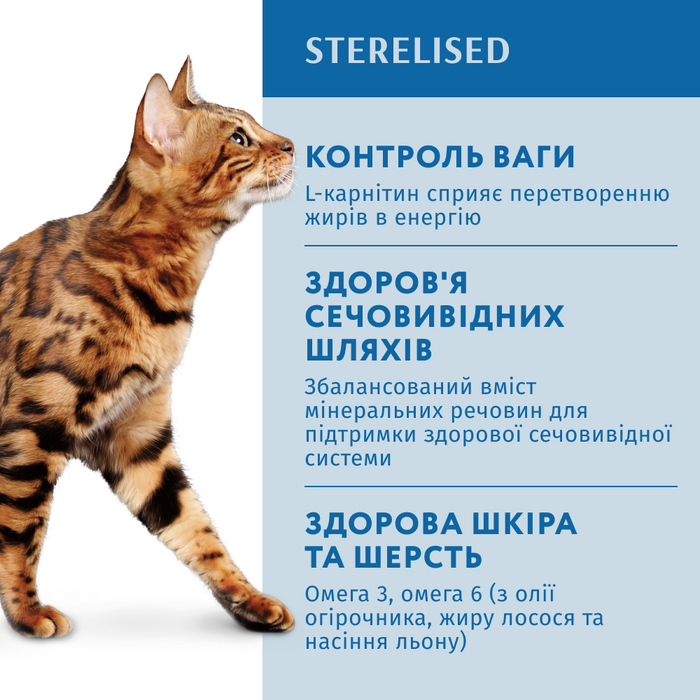 STERELISED
КОНТРОЛЬ ВАГИ
L-карнітин сприяє перетворенню
жирів в енергію
ЗДОРОВ'Я
СЕЧОВИВІДНИХ
ШЛЯХІВ
Збалансований вміст
мінеральних речовин для
підтримки здорової сечовивідної
системи
ЗДОРОВА ШКІРА
ТА ШЕРСТЬ
Омега 3, омега 6 (з олії
огірочника, жиру лосося та
насіння льону)